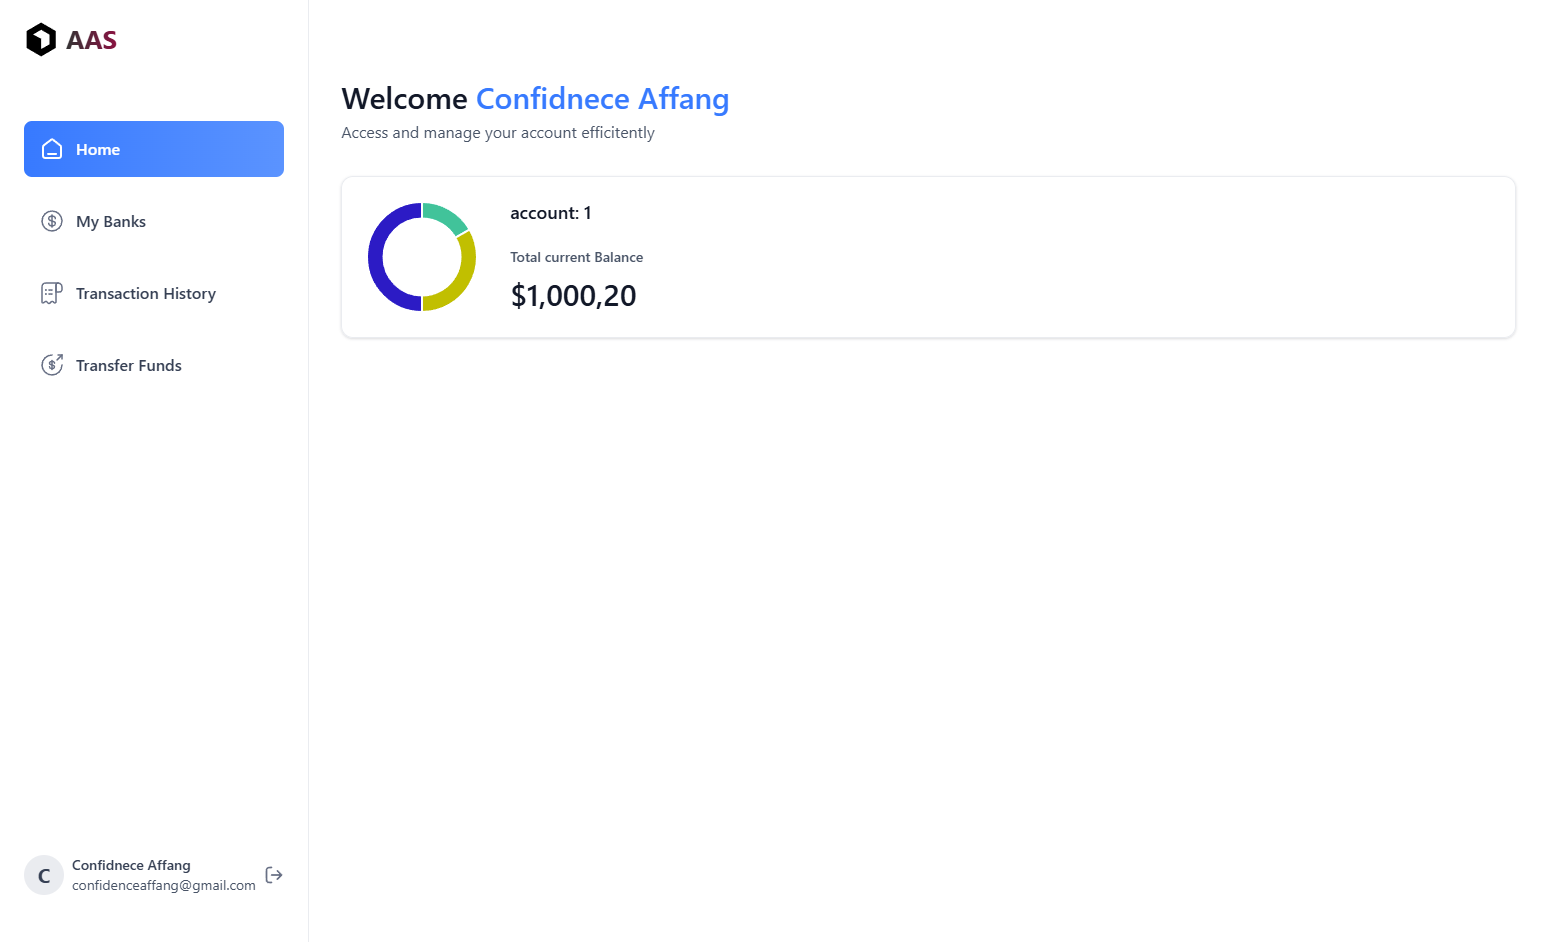 AAS
Home
My Banks
Transaction History
Transfer Funds
C
Confidnece Affang
confidenceaffang@gmail.com
Welcome Confidnece Affang
Access and manage your account efficitently
account: 1
Total current Balance
$1,000,20